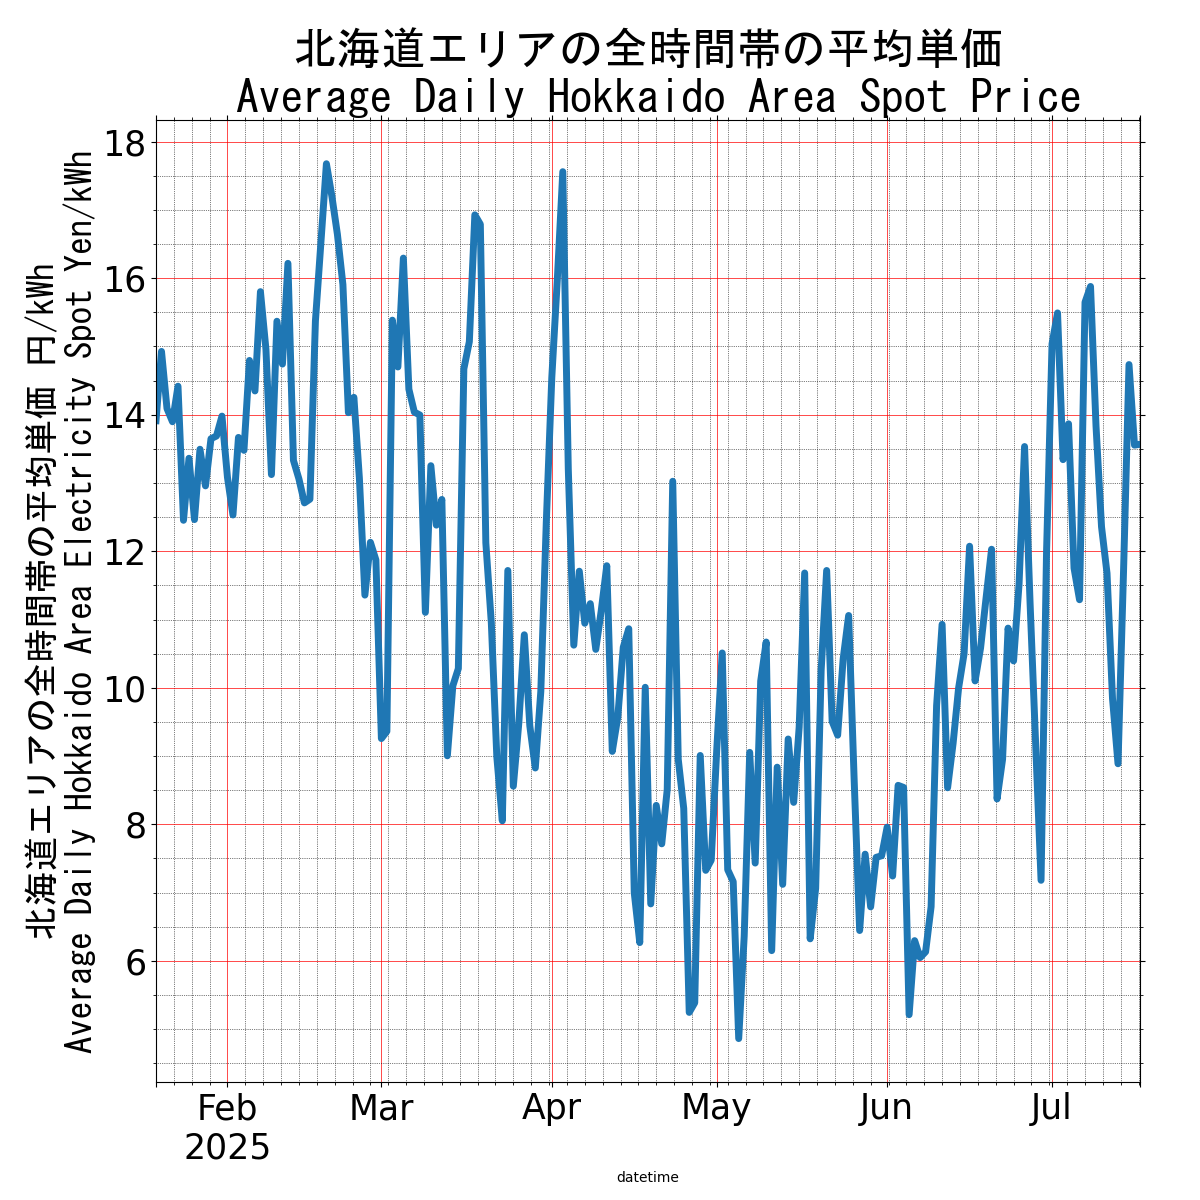 北海道エリアの全時間帯の平均単価
Average Daily Hokkaido Area Spot Price
北海道エリアの全時間帯の平均単価 円/kWh
Average Daily Hokkaido Area Electricity Spot Yen/kWh
18
16
14
12
10
8
6
Feb
2025
Mar
Apr
May
Jun
Jul
datetime